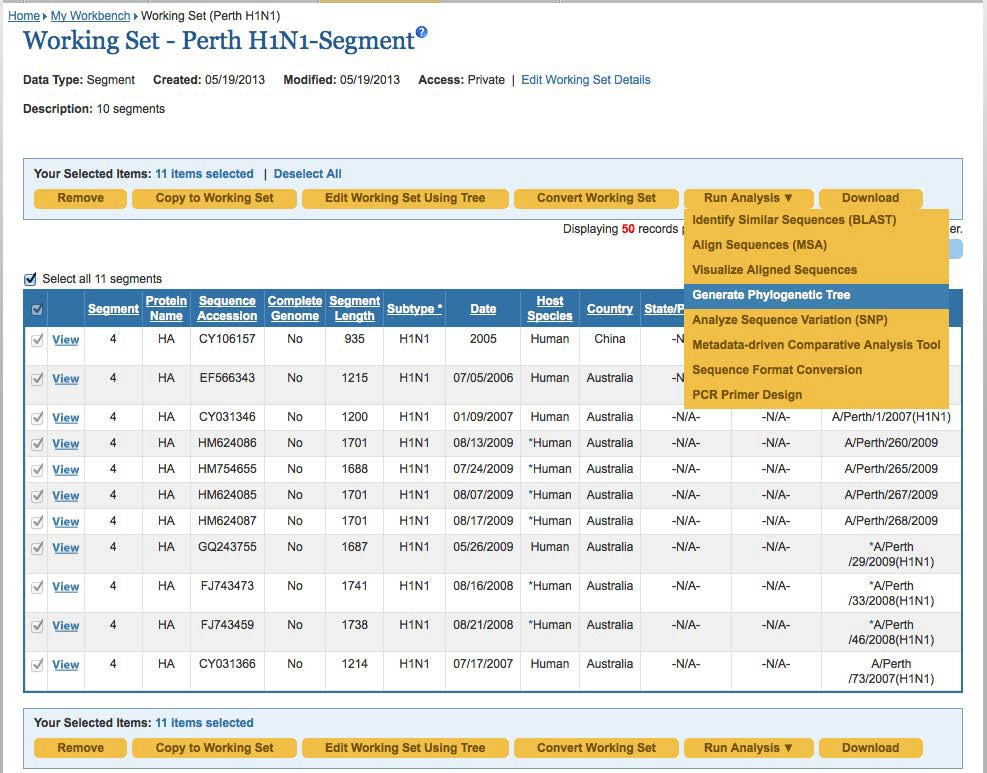 Home ▸ My Workbench ▸ Working Set (Perth H1N1)
Working Set - Perth H1N1-Segment ?
Data Type: Segment Created: 05/19/2013 Modified: 05/19/2013 Access: Private | Edit Working Set Details
Description: 10 segments
Your Selected Items: 11 items selected | Deselect All
Remove Copy to Working Set Edit Working Set Using Tree Convert Working Set Run Analysis ▼ Download
Identify Similar Sequences (BLAST)
Displaying 50 records er.
Align Sequences (MSA)
Visualize Aligned Sequences
Generate Phylogenetic Tree
Analyze Sequence Variation (SNP)
Metadata-driven Comparative Analysis Tool
Sequence Format Conversion
PCR Primer Design
Select all 11 segments
Segment Protein Name Sequence Accession Complete Genome Segment Length Subtype * Date Host Species Country State/P
View 4 HA CY106157 No 935 H1N1 2005 Human China -N
View 4 HA EF566343 No 1215 H1N1 07/05/2006 Human Australia -N
View 4 HA CY031346 No 1200 H1N1 01/09/2007 Human Australia -N/A- -N/A- A/Perth/1/2007(H1N1)
View 4 HA HM624086 No 1701 H1N1 08/13/2009 *Human Australia -N/A- -N/A- A/Perth/260/2009
View 4 HA HM754655 No 1688 H1N1 07/24/2009 *Human Australia -N/A- -N/A- A/Perth/265/2009
View 4 HA HM624085 No 1701 H1N1 08/07/2009 *Human Australia -N/A- -N/A- A/Perth/267/2009
View 4 HA HM624087 No 1701 H1N1 08/17/2009 *Human Australia -N/A- -N/A- A/Perth/268/2009
View 4 HA GQ243755 No 1687 H1N1 05/26/2009 Human Australia -N/A- -N/A- *A/Perth
/29/2009(H1N1)
View 4 HA FJ743473 No 1741 H1N1 08/16/2008 *Human Australia -N/A- -N/A- *A/Perth
/33/2008(H1N1)
View 4 HA FJ743459 No 1738 H1N1 08/21/2008 *Human Australia -N/A- -N/A- *A/Perth
/46/2008(H1N1)
View 4 HA CY031366 No 1214 H1N1 07/17/2007 Human Australia -N/A- -N/A- A/Perth
/73/2007(H1N1)
Your Selected Items: 11 items selected
Remove Copy to Working Set Edit Working Set Using Tree Convert Working Set Run Analysis ▼ Download